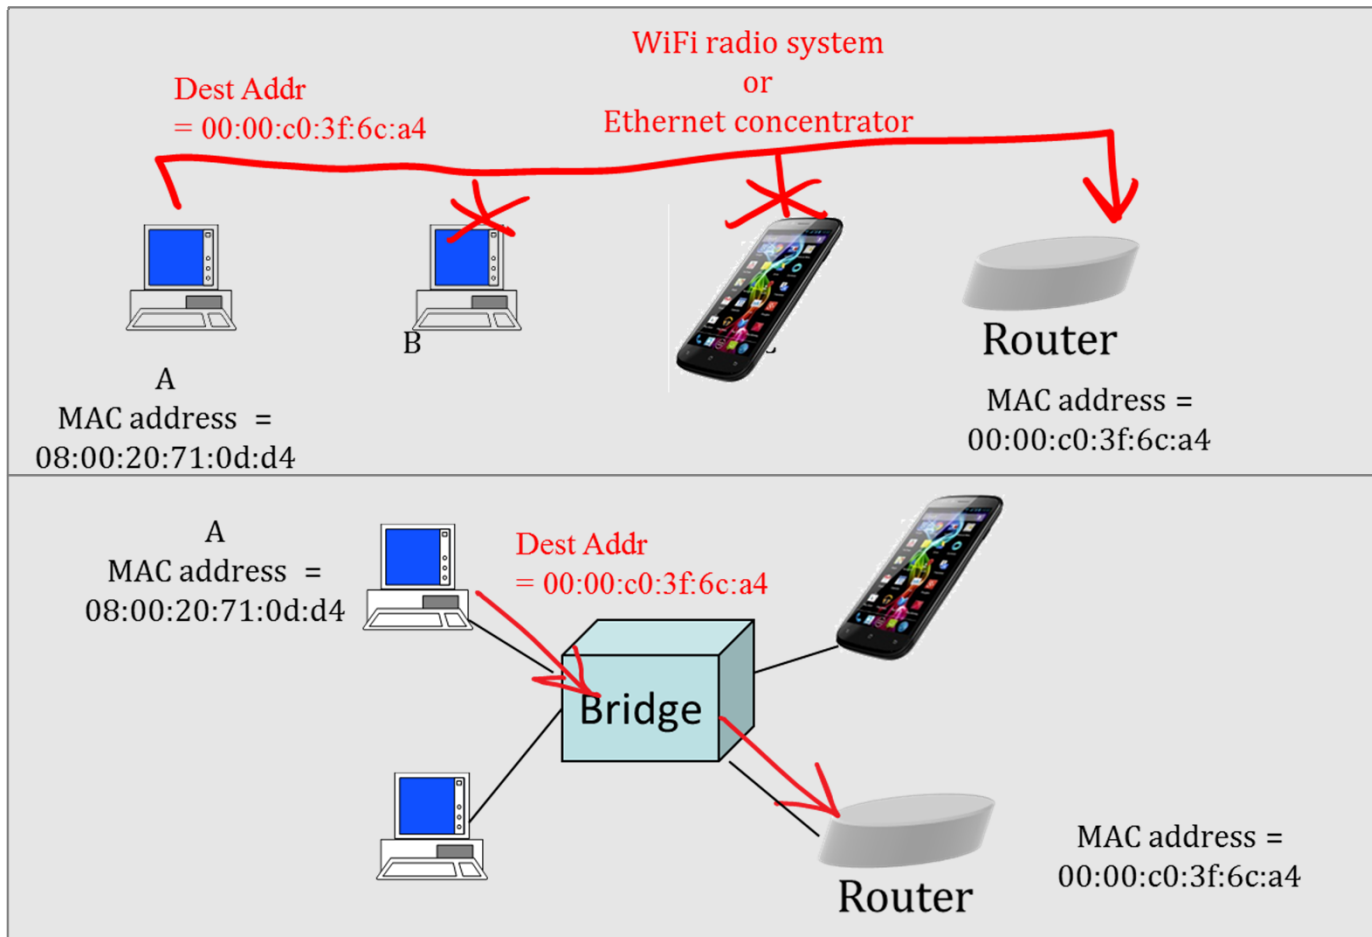 WiFi radio system
or
Ethernet concentrator
Dest Addr
= 00:00:c0:3f:6c:a4
B
Router
A
MAC address =
08:00:20:71:0d:d4
MAC address =
00:00:c0:3f:6c:a4
A
MAC address =
08:00:20:71:0d:d4
Dest Addr
= 00:00:c0:3f:6c:a4
Bridge
MAC address =
00:00:c0:3f:6c:a4
Router